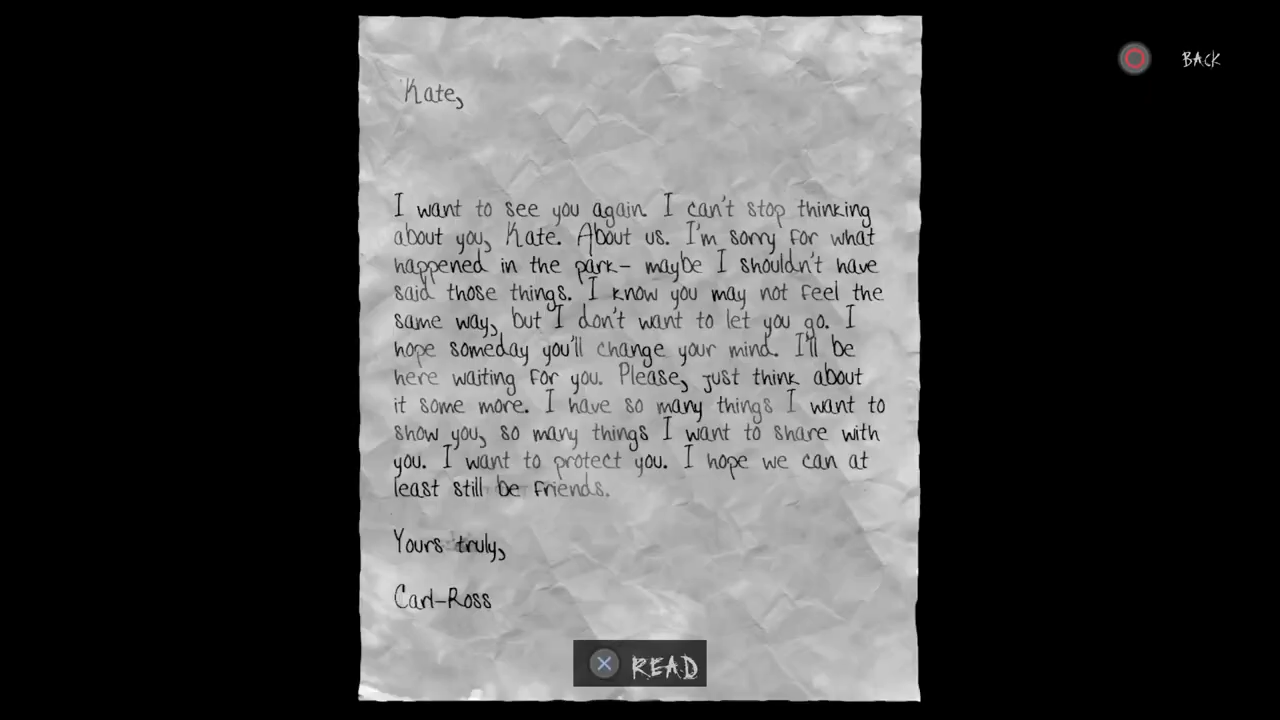 BACK
Kate,
I want to see you again. I can't stop thinking
about you, Kate. About us. I'm sorry for what
happened in the park- maybe I shouldn't have
said those things. I know you may not feel the
same way, but I don't want to let you go. I
hope someday you'll change your mind. I'll be
here waiting for you. Please, just think about
it some more. I have so many things I want to
show you, so many things I want to share with
you. I want to protect you. I hope we can at
least still be friends.
Yours truly,
Carl-Ross
READ